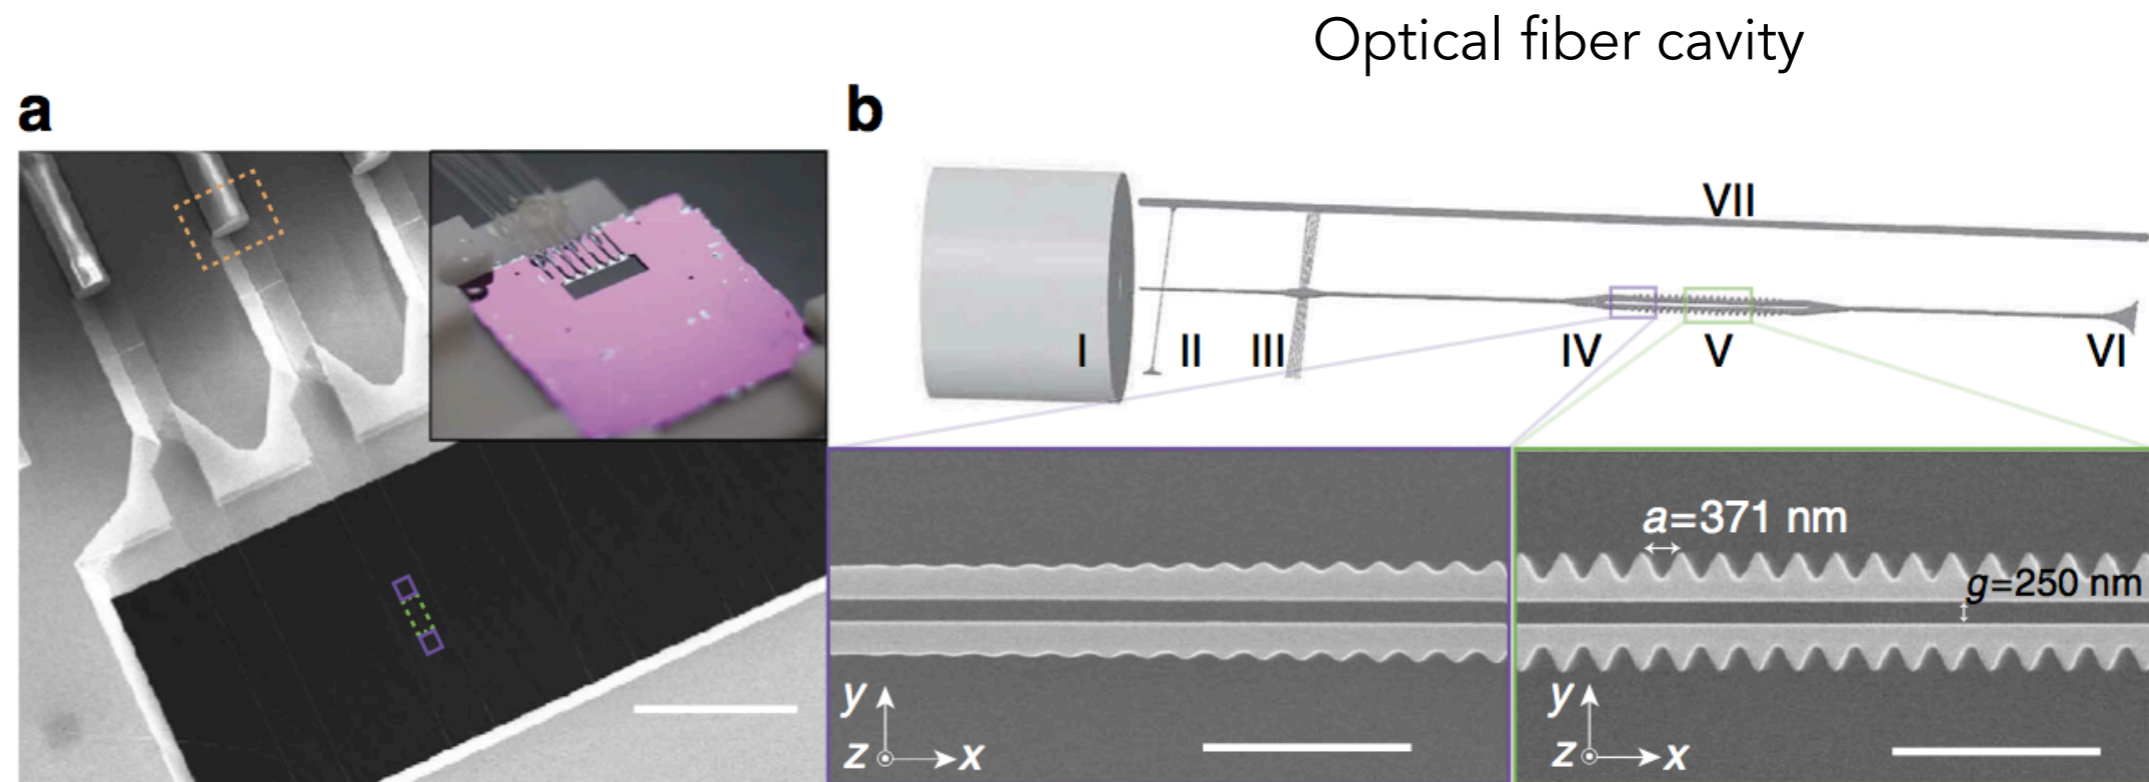 Optical fiber cavity
a
b
VII
I
II
III
IV
V
VI
a=371 nm
g=250 nm
y
z
x
y
z
x